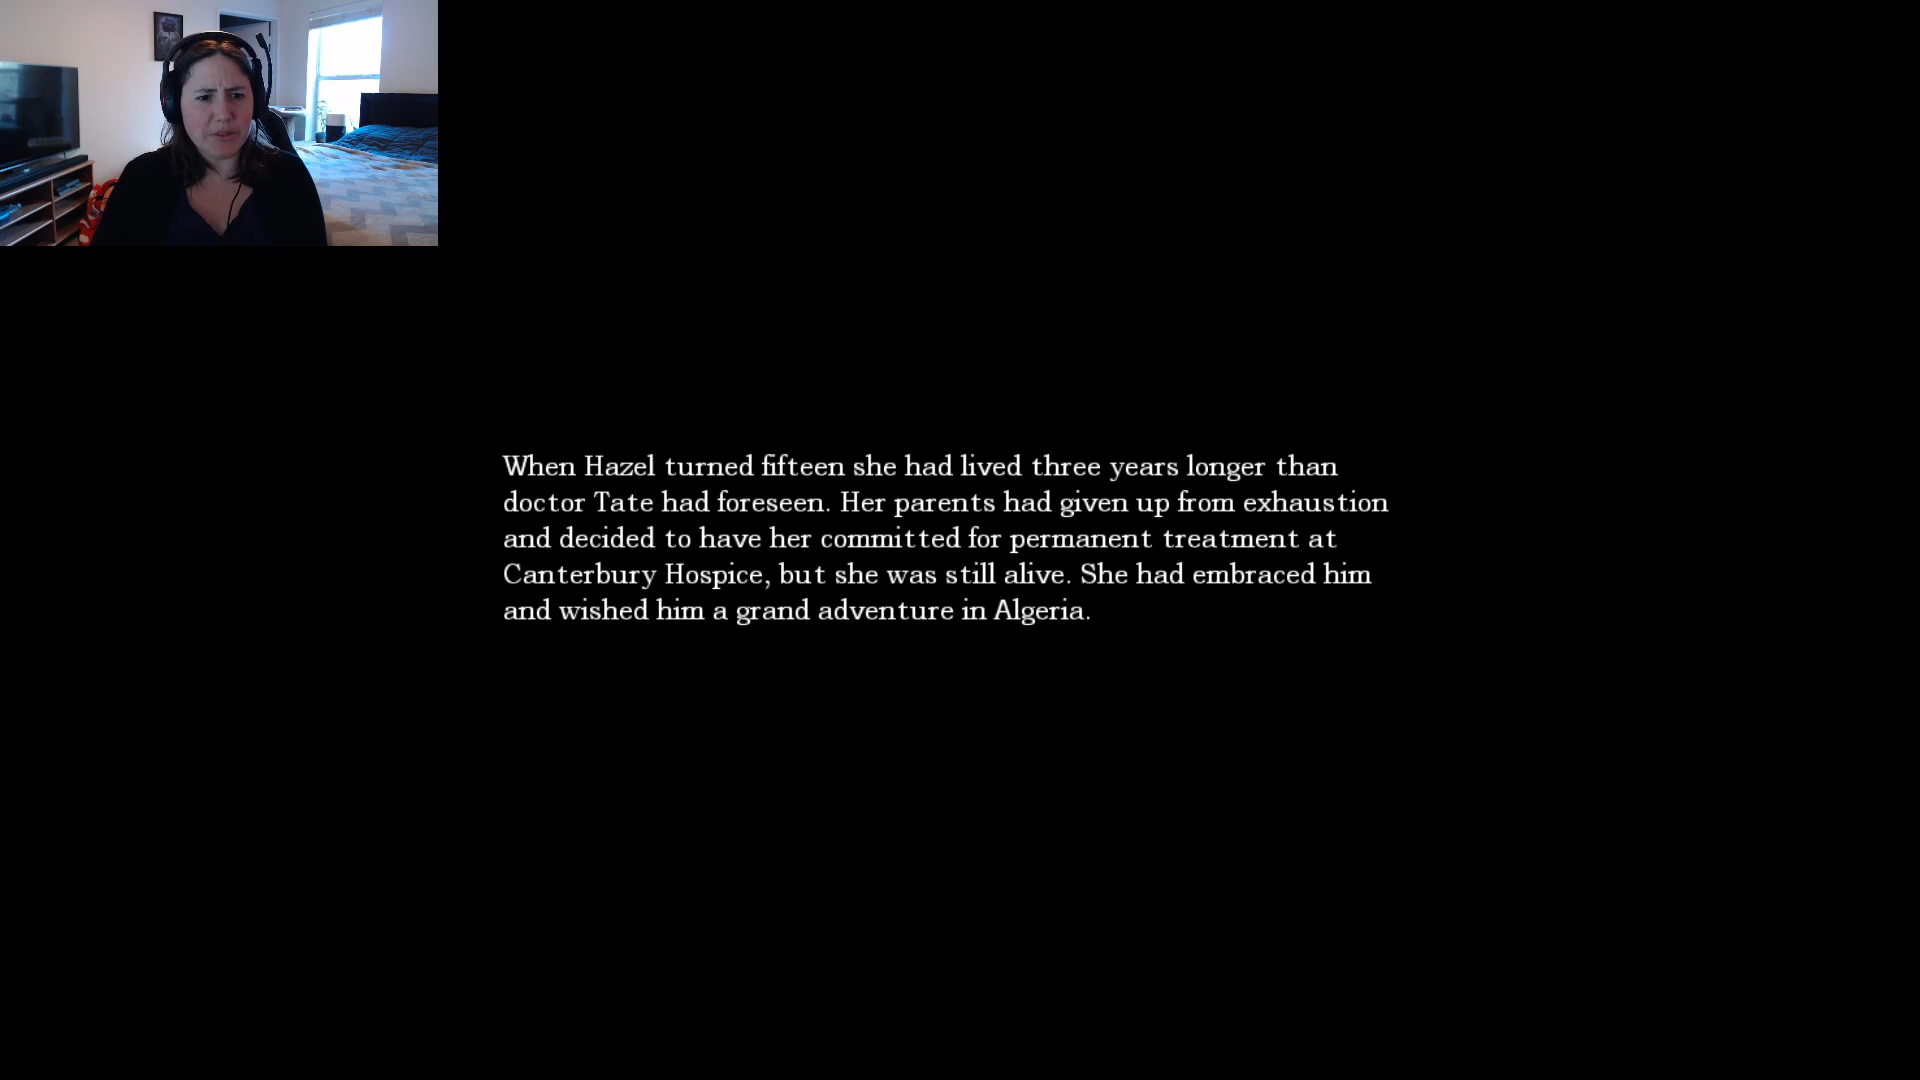 When Hazel turned fifteen she had lived three years longer than
doctor Tate had foreseen. Her parents had given up from exhaustion
and decided to have her committed for permanent treatment at
Canterbury Hospice, but she was still alive. She had embraced him
and wished him a grand adventure in Algeria.